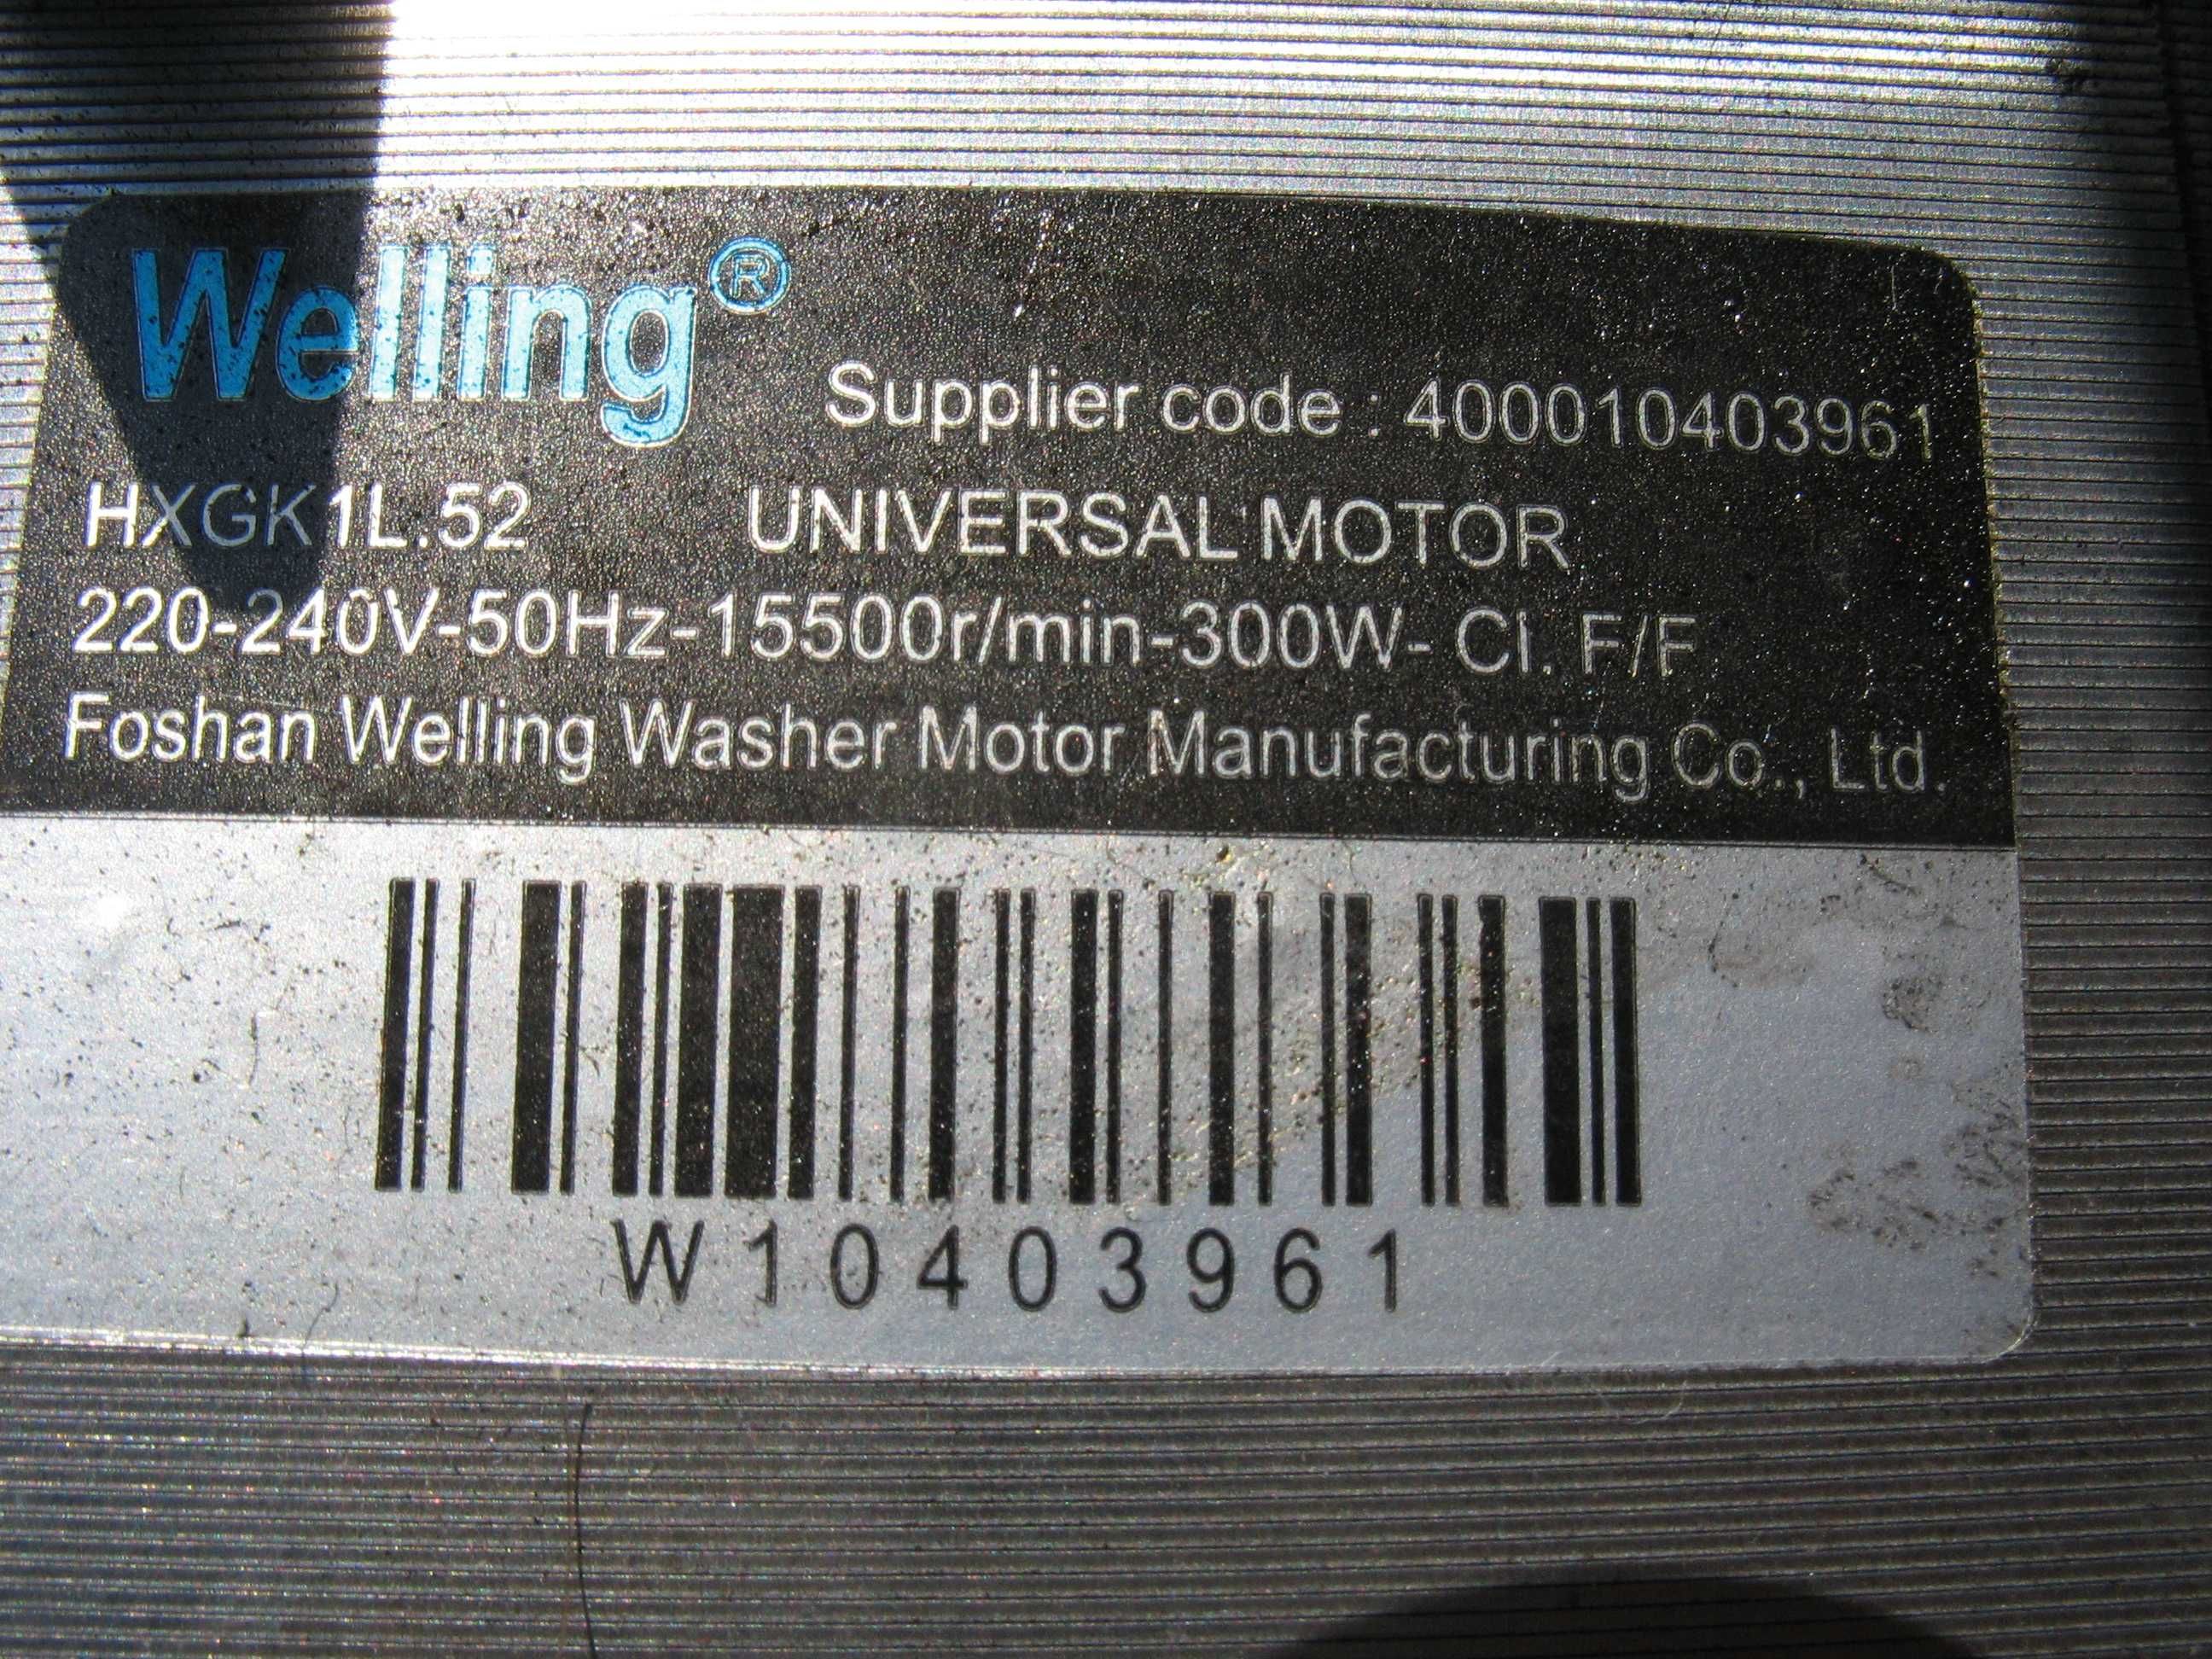 Welling®
Supplier code : 400010403961
HXGK1L.52 UNIVERSAL MOTOR
220-240V-50Hz-15500r/min-300W- Cl. F/F
Foshan Welling Washer Motor Manufacturing Co., Ltd.
W10403961